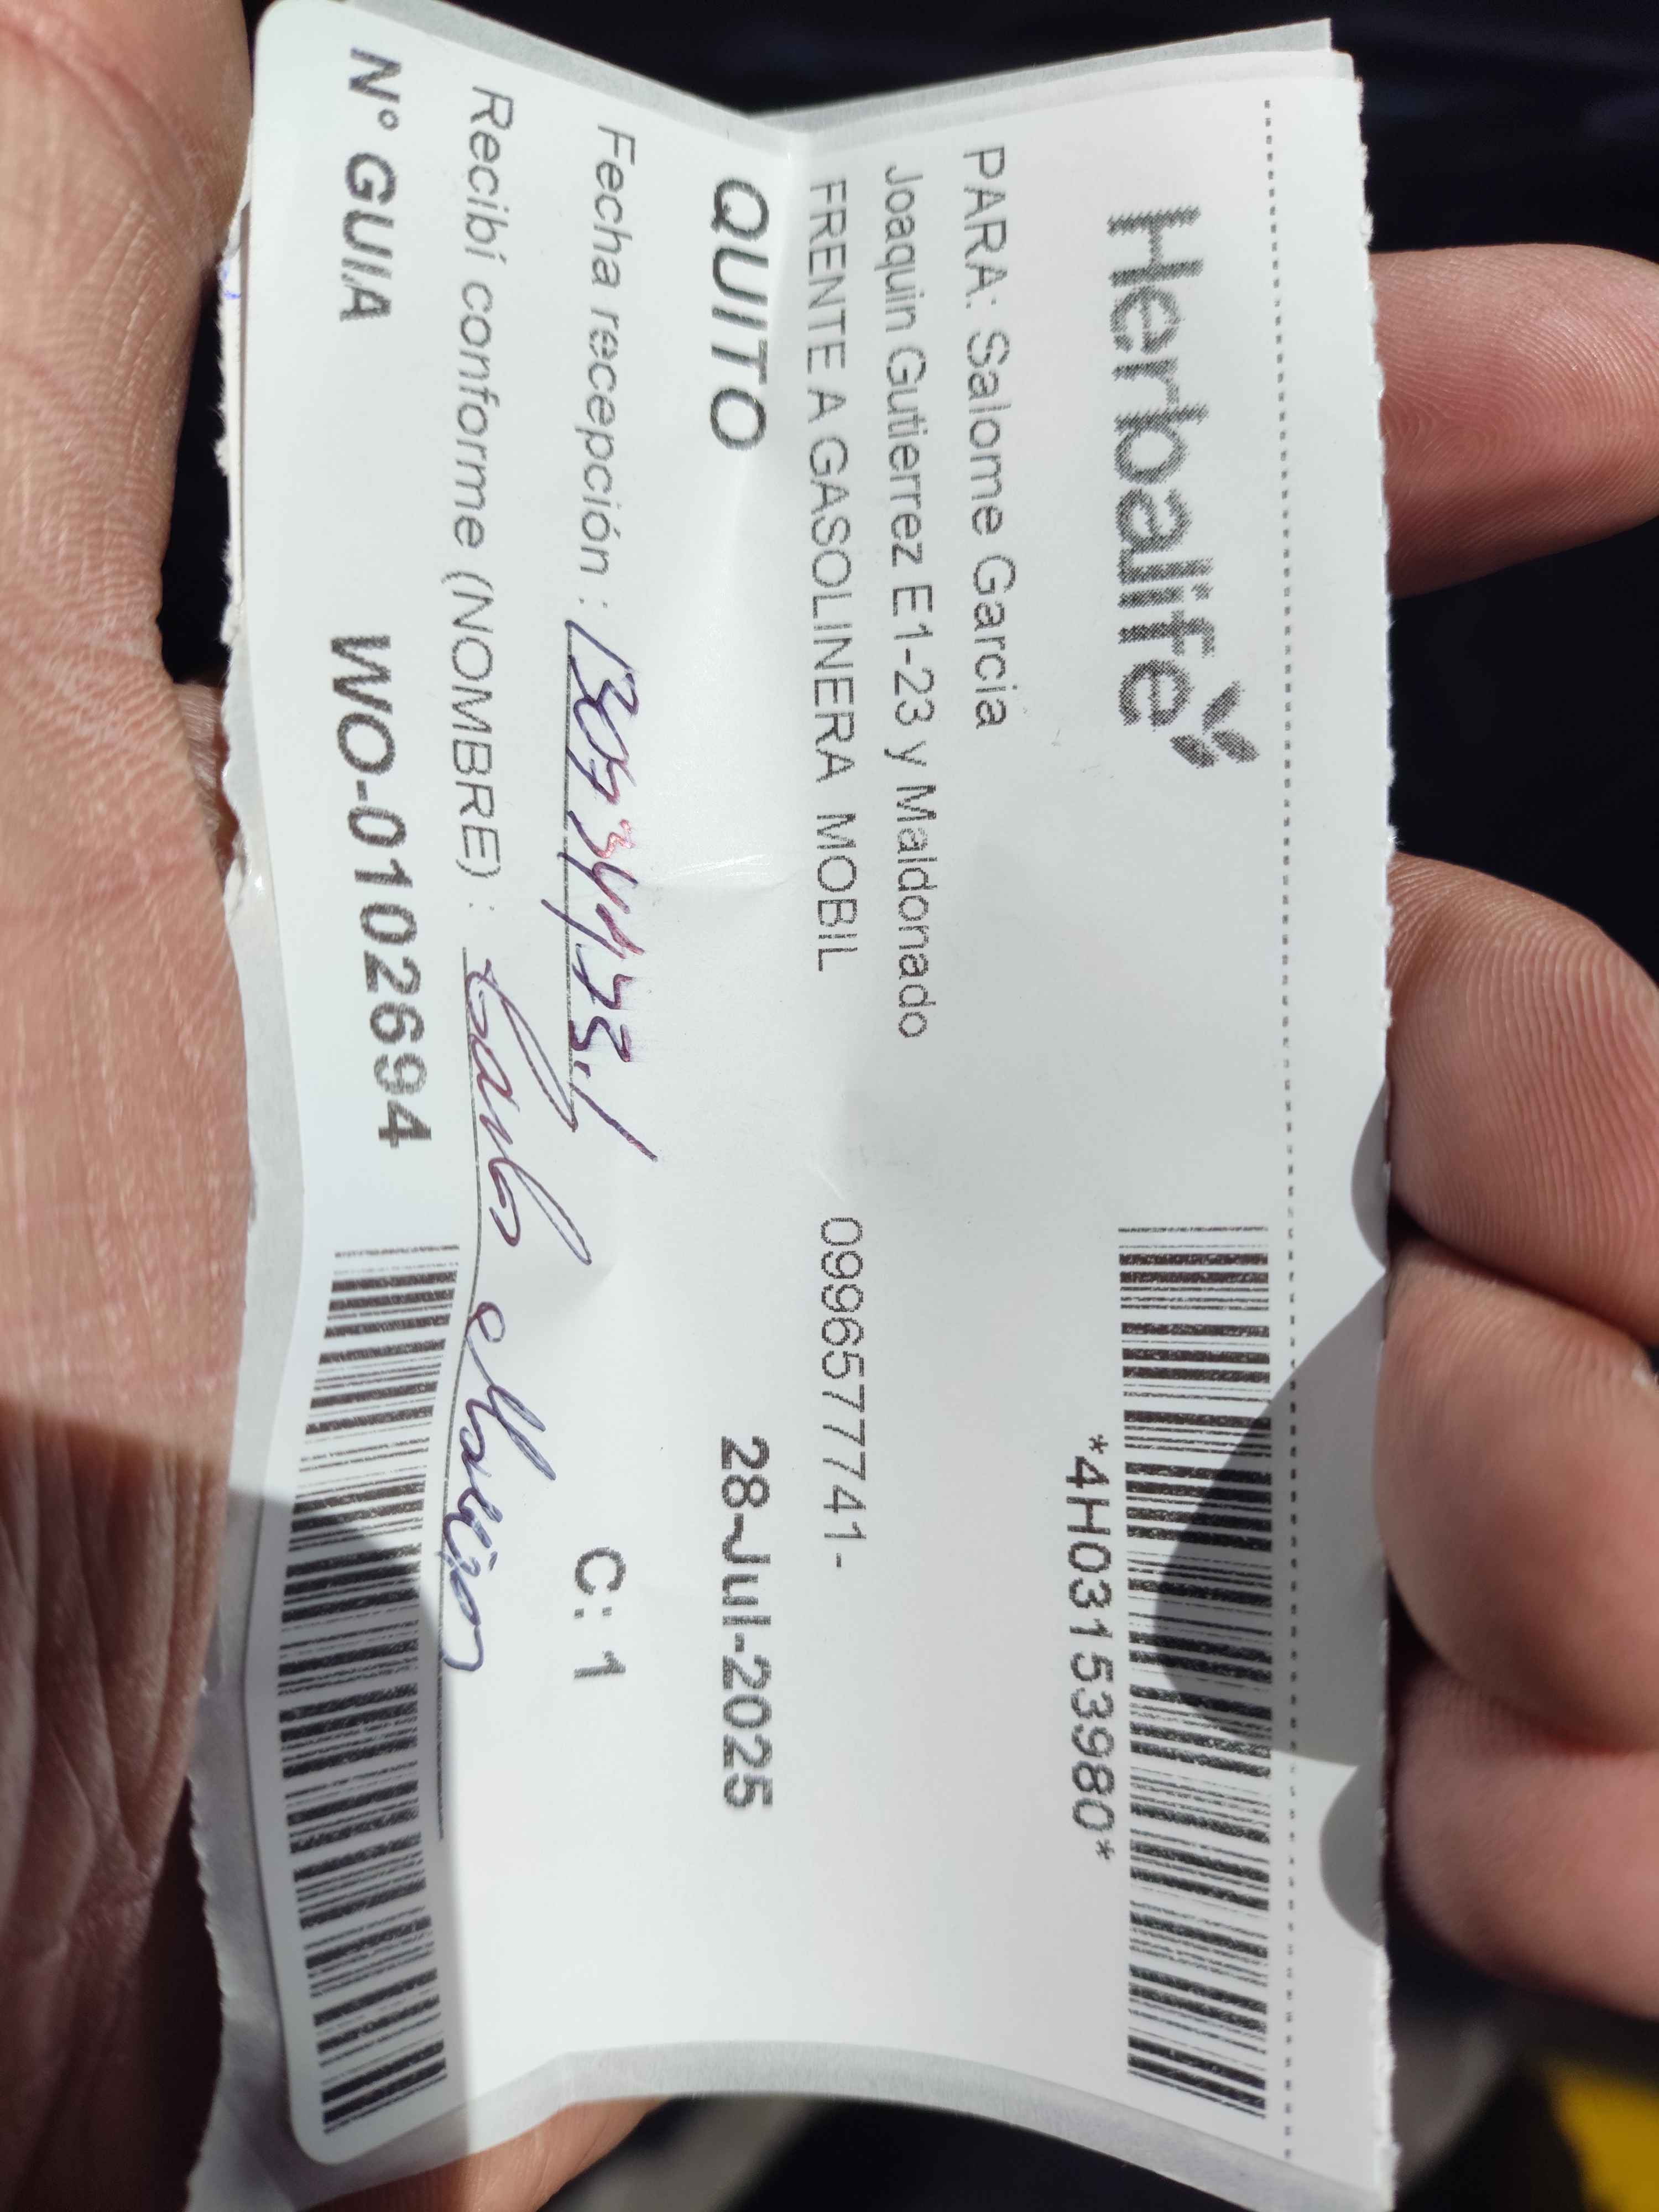 Herbalife
*4H03153980*
PARA: Salome Garcia
Joaquin Gutierrez E1-23 y Maldonado
FRENTE A GASOLINERA MOBIL 0996577741-
QUITO 28-Jul-2025
Fecha recepción : C: 1
Recibí conforme (NOMBRE) :
N° GUIA WO-0102694